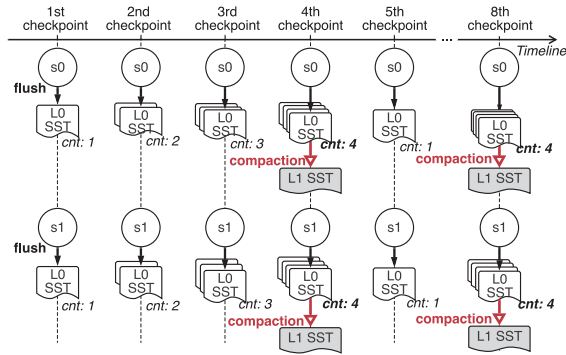 1st 2nd 3rd 4th 5th 8th
checkpoint checkpoint checkpoint checkpoint checkpoint ... checkpoint
Timeline
s0 s0 s0 s0 s0 s0
flush
L0 L0 L0 L0 L0 L0
SST SST SST SST SST SST
cnt: 1 cnt: 2 cnt: 3 cnt: 4 cnt: 1 cnt: 4
compaction compaction
L1 SST L1 SST
s1 s1 s1 s1 s1 s1
flush
L0 L0 L0 L0 L0 L0
SST SST SST SST SST SST
cnt: 1 cnt: 2 cnt: 3 cnt: 4 cnt: 1 cnt: 4
compaction compaction
L1 SST L1 SST